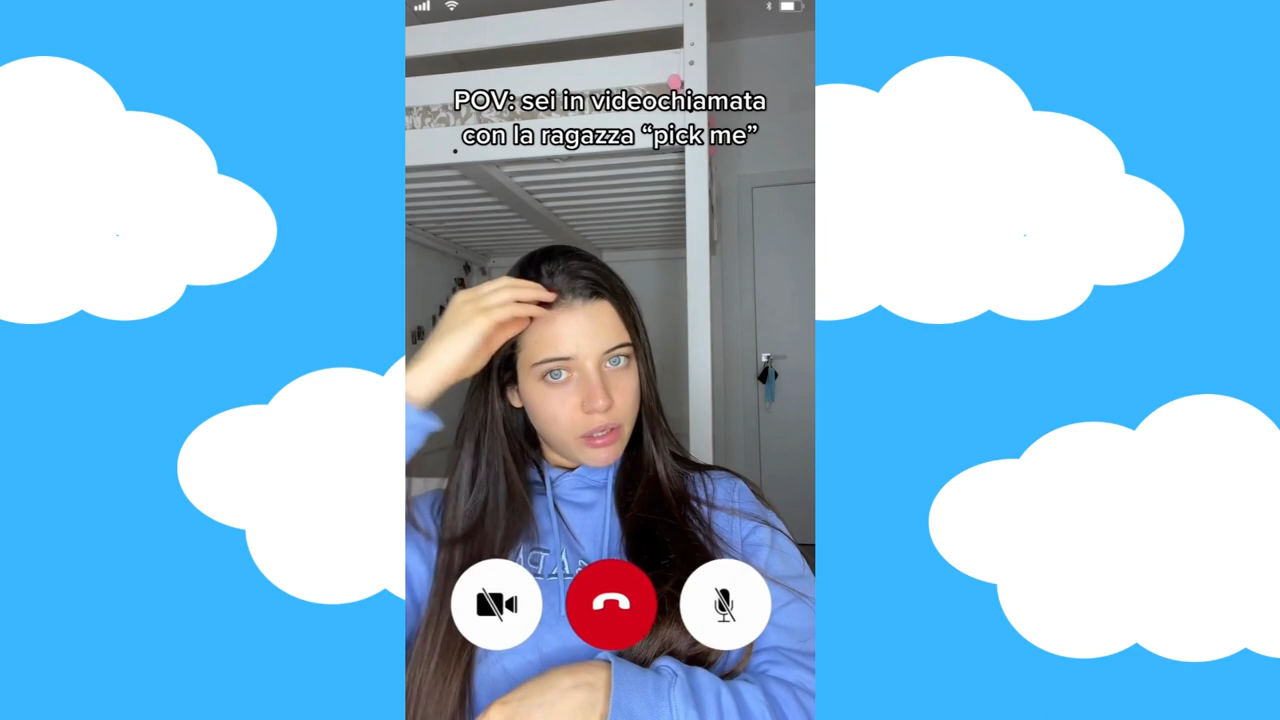 POV: sei in videochiamata
con la ragazza “pick me”